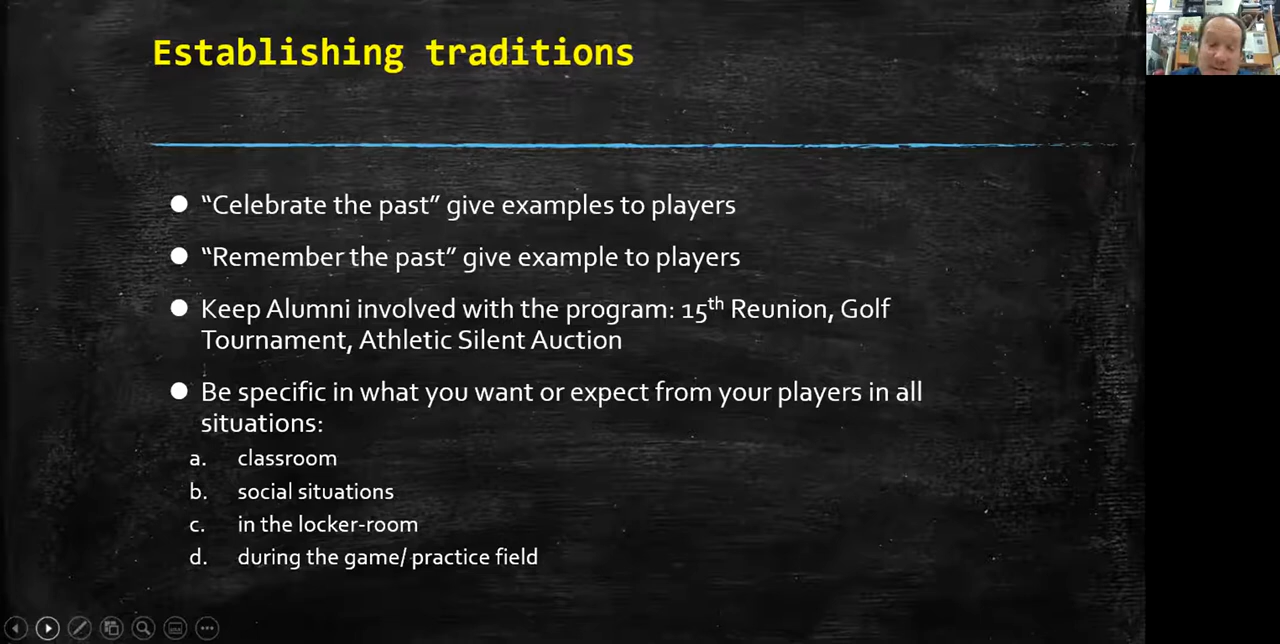 Establishing traditions
● “Celebrate the past” give examples to players
● “Remember the past” give example to players
● Keep Alumni involved with the program: 15th Reunion, Golf
Tournament, Athletic Silent Auction
● Be specific in what you want or expect from your players in all
situations:
a. classroom
b. social situations
c. in the locker-room
d. during the game/ practice field